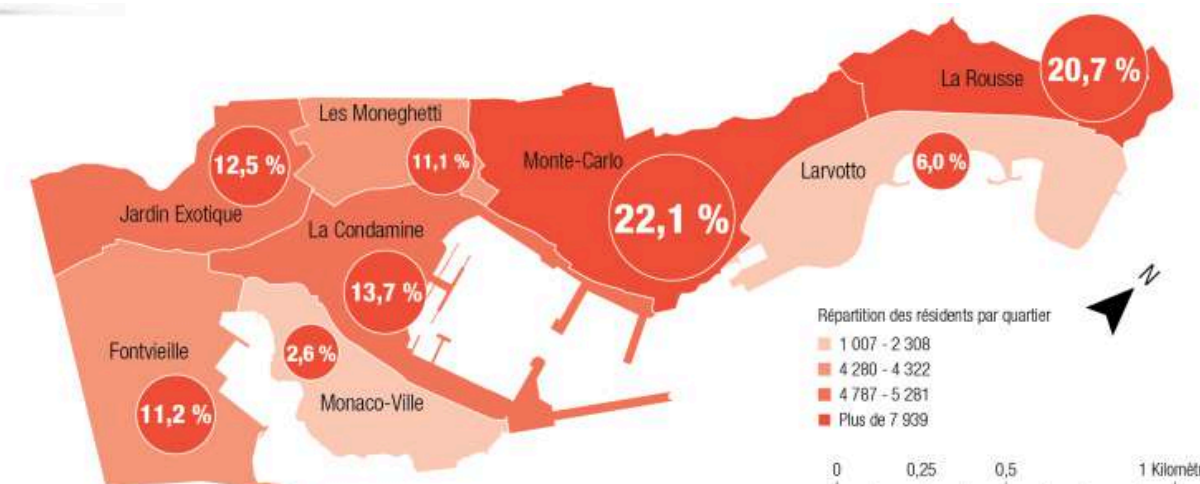 La Rousse
20,7 %
Les Moneghetti
11,1 %
12,5 %
Jardin Exotique
Monte-Carlo
22,1 %
Larvotto
6,0 %
La Condamine
13,7 %
Fontvieille
11,2 %
2,6 %
Monaco-Ville
N
Répartition des résidents par quartier
1 007 - 2 308
4 280 - 4 322
4 787 - 5 281
Plus de 7 939
0 0,25 0,5 1 Kilomèt